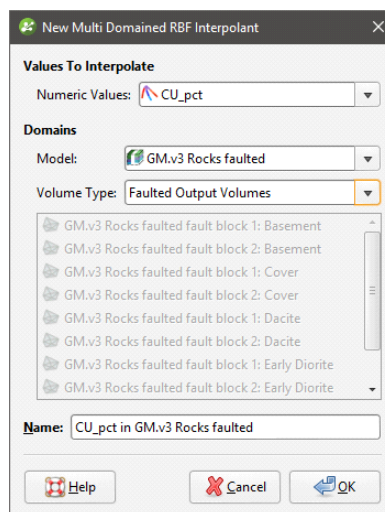 New Multi Domained RBF Interpolant
Values To Interpolate
Numeric Values: CU_pct
Domains
Model: GM.v3 Rocks faulted
Volume Type: Faulted Output Volumes
GM.v3 Rocks faulted fault block 1: Basement
GM.v3 Rocks faulted fault block 2: Basement
GM.v3 Rocks faulted fault block 1: Cover
GM.v3 Rocks faulted fault block 2: Cover
GM.v3 Rocks faulted fault block 1: Dacite
GM.v3 Rocks faulted fault block 2: Dacite
GM.v3 Rocks faulted fault block 1: Early Diorite
GM.v3 Rocks faulted fault block 2: Early Diorite
Name: CU_pct in GM.v3 Rocks faulted
Help Cancel OK